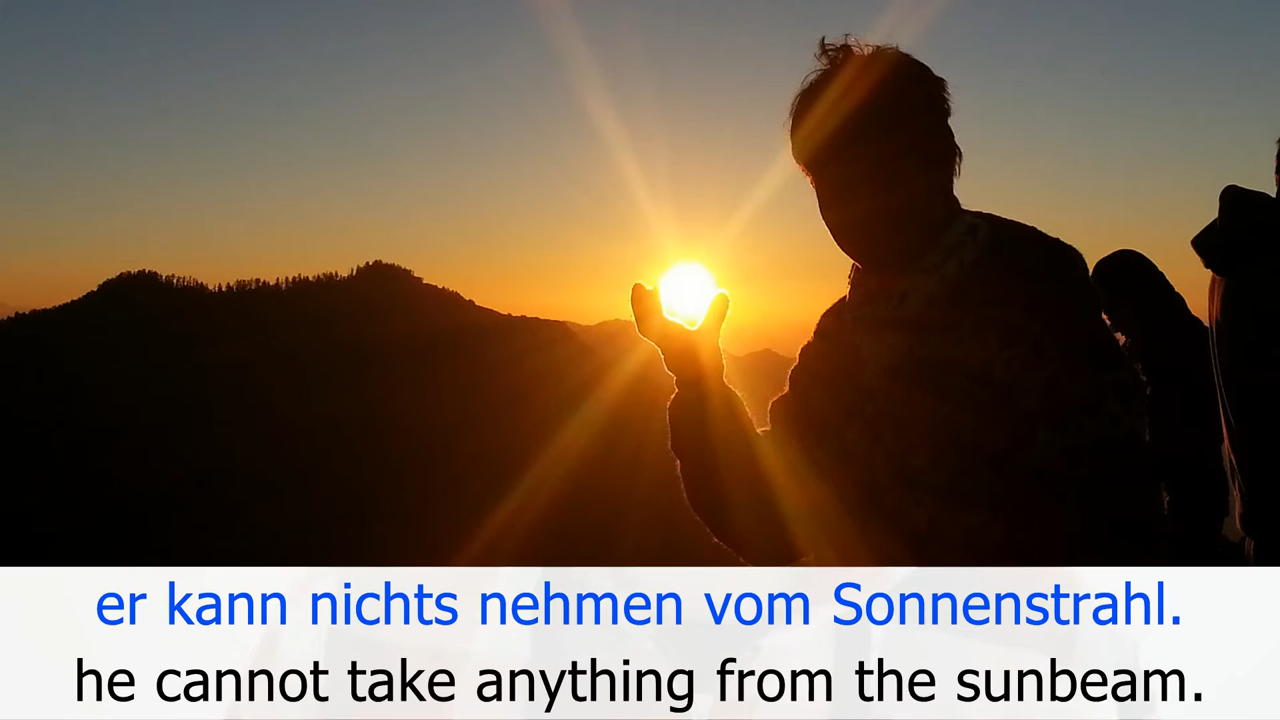 er kann nichts nehmen vom Sonnenstrahl.
he cannot take anything from the sunbeam.